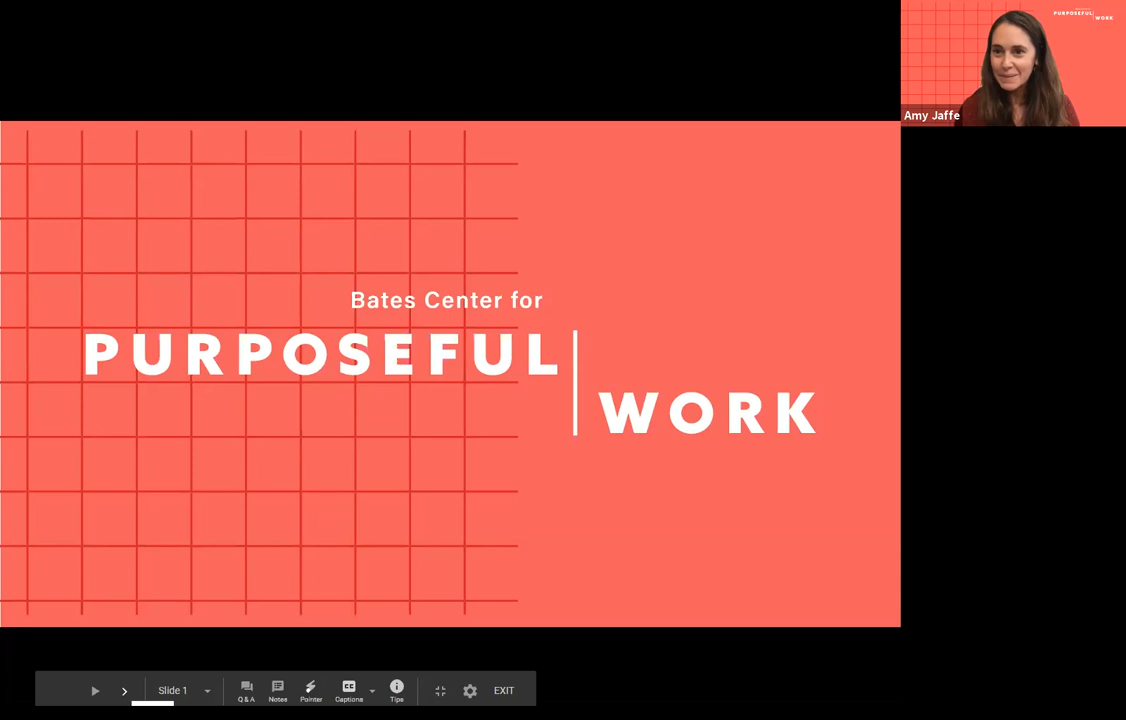 PURPOSEFUL
WORK
Amy Jaffe
Bates Center for
PURPOSEFUL
WORK
Slide 1
Q & A
Notes
Pointer
Captions
Tips
EXIT